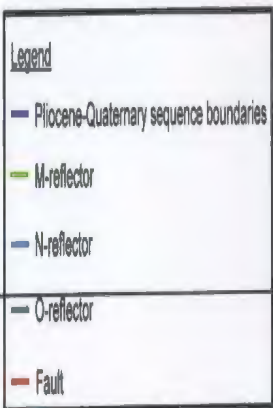 Legend
Pliocene-Quaternary sequence boundaries
M-reflector
N-reflector
O-reflector
Fault